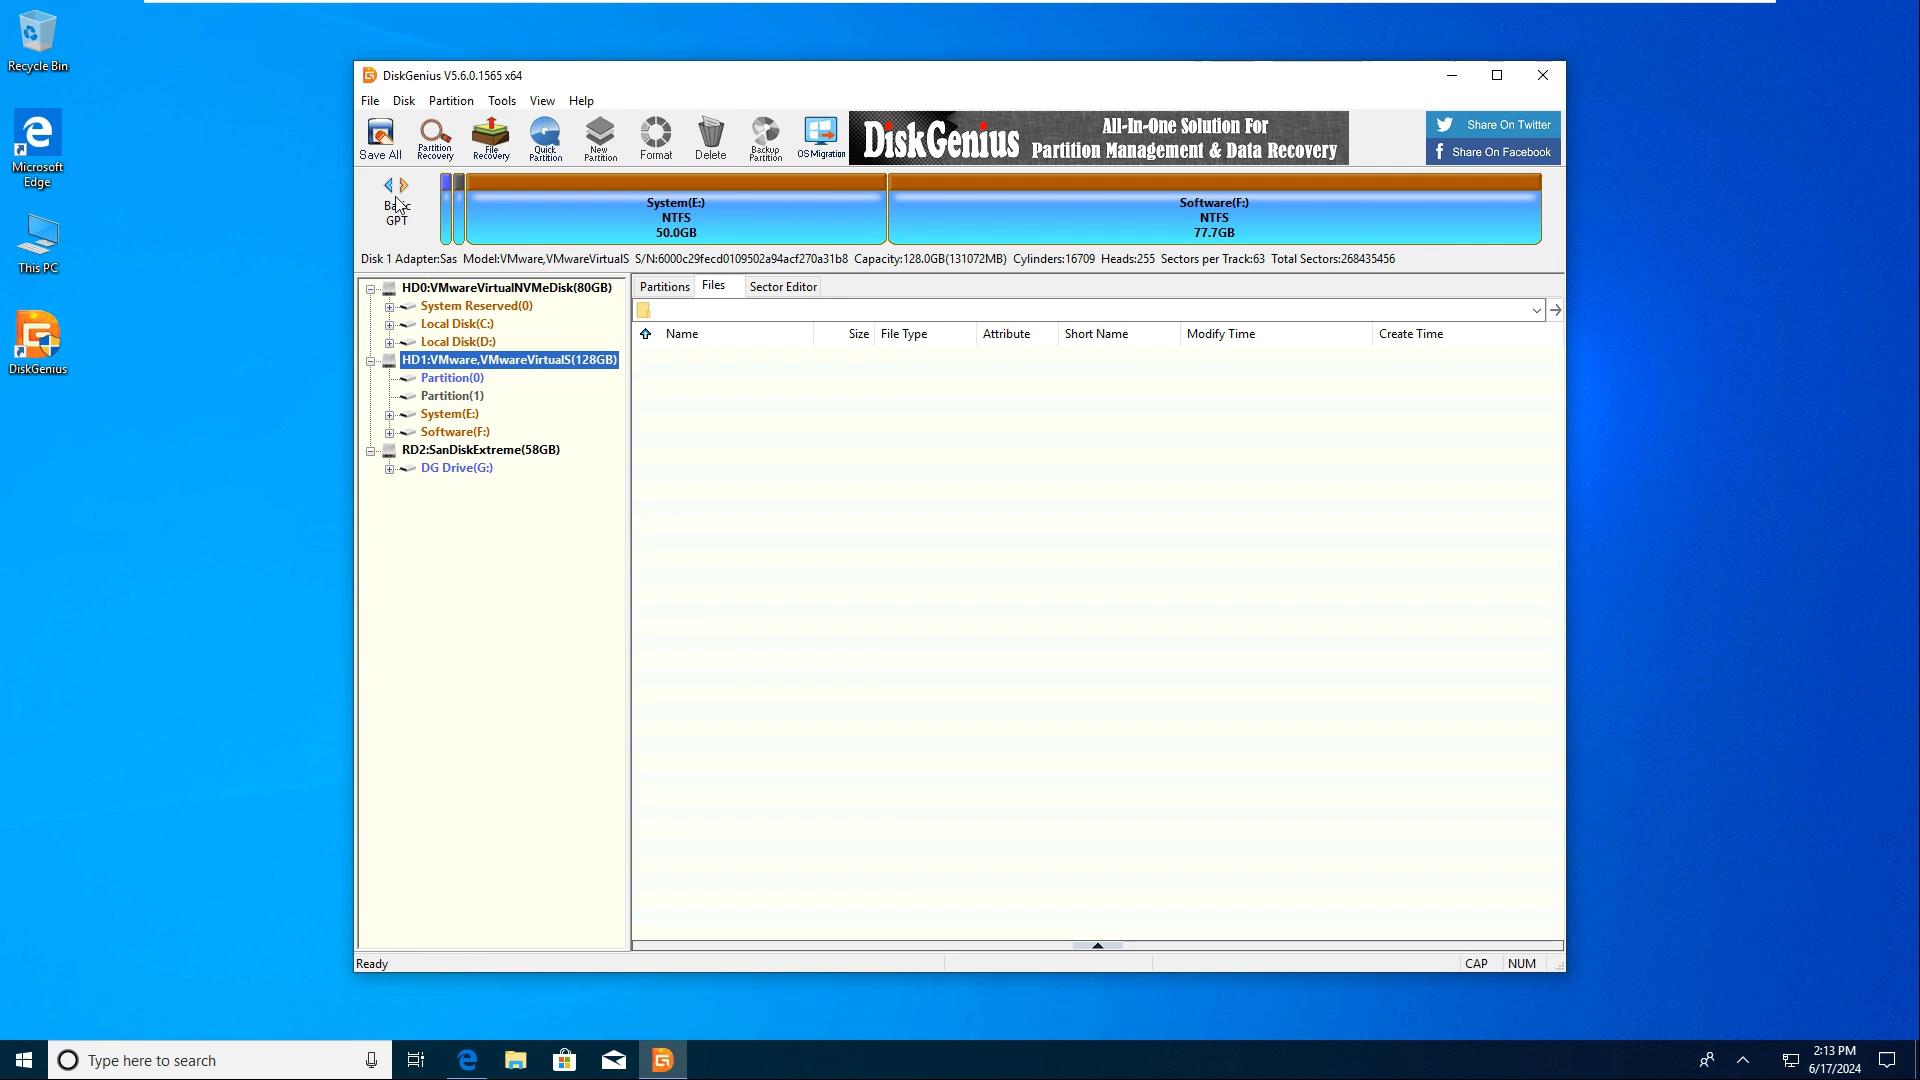 Recycle Bin
Microsoft
Edge
This PC
DiskGenius
DiskGenius V5.6.0.1565 x64
File Disk Partition Tools View Help
Save All
Partition
Recovery
File
Recovery
Quick
Partition
New
Partition
Format
Delete
Backup
Partition
OS Migration
DiskGenius
All-In-One Solution For
Partition Management & Data Recovery
Share On Twitter
Share On Facebook
Basic
GPT
System(E:)
NTFS
50.0GB
Software(F:)
NTFS
77.7GB
Disk 1 Adapter:Sas Model:VMware,VMwareVirtualS S/N:6000c29fecd0109502a94acf270a31b8 Capacity:128.0GB(131072MB) Cylinders:16709 Heads:255 Sectors per Track:63 Total Sectors:268435456
HD0:VMwareVirtualNVMeDisk(80GB)
System Reserved(0)
Local Disk(C:)
Local Disk(D:)
HD1:VMware,VMwareVirtualS(128GB)
Partition(0)
Partition(1)
System(E:)
Software(F:)
RD2:SanDiskExtreme(58GB)
DG Drive(G:)
Partitions Files Sector Editor
Name Size File Type Attribute Short Name Modify Time Create Time
Ready
CAP NUM
Type here to search
2:13 PM
6/17/2024